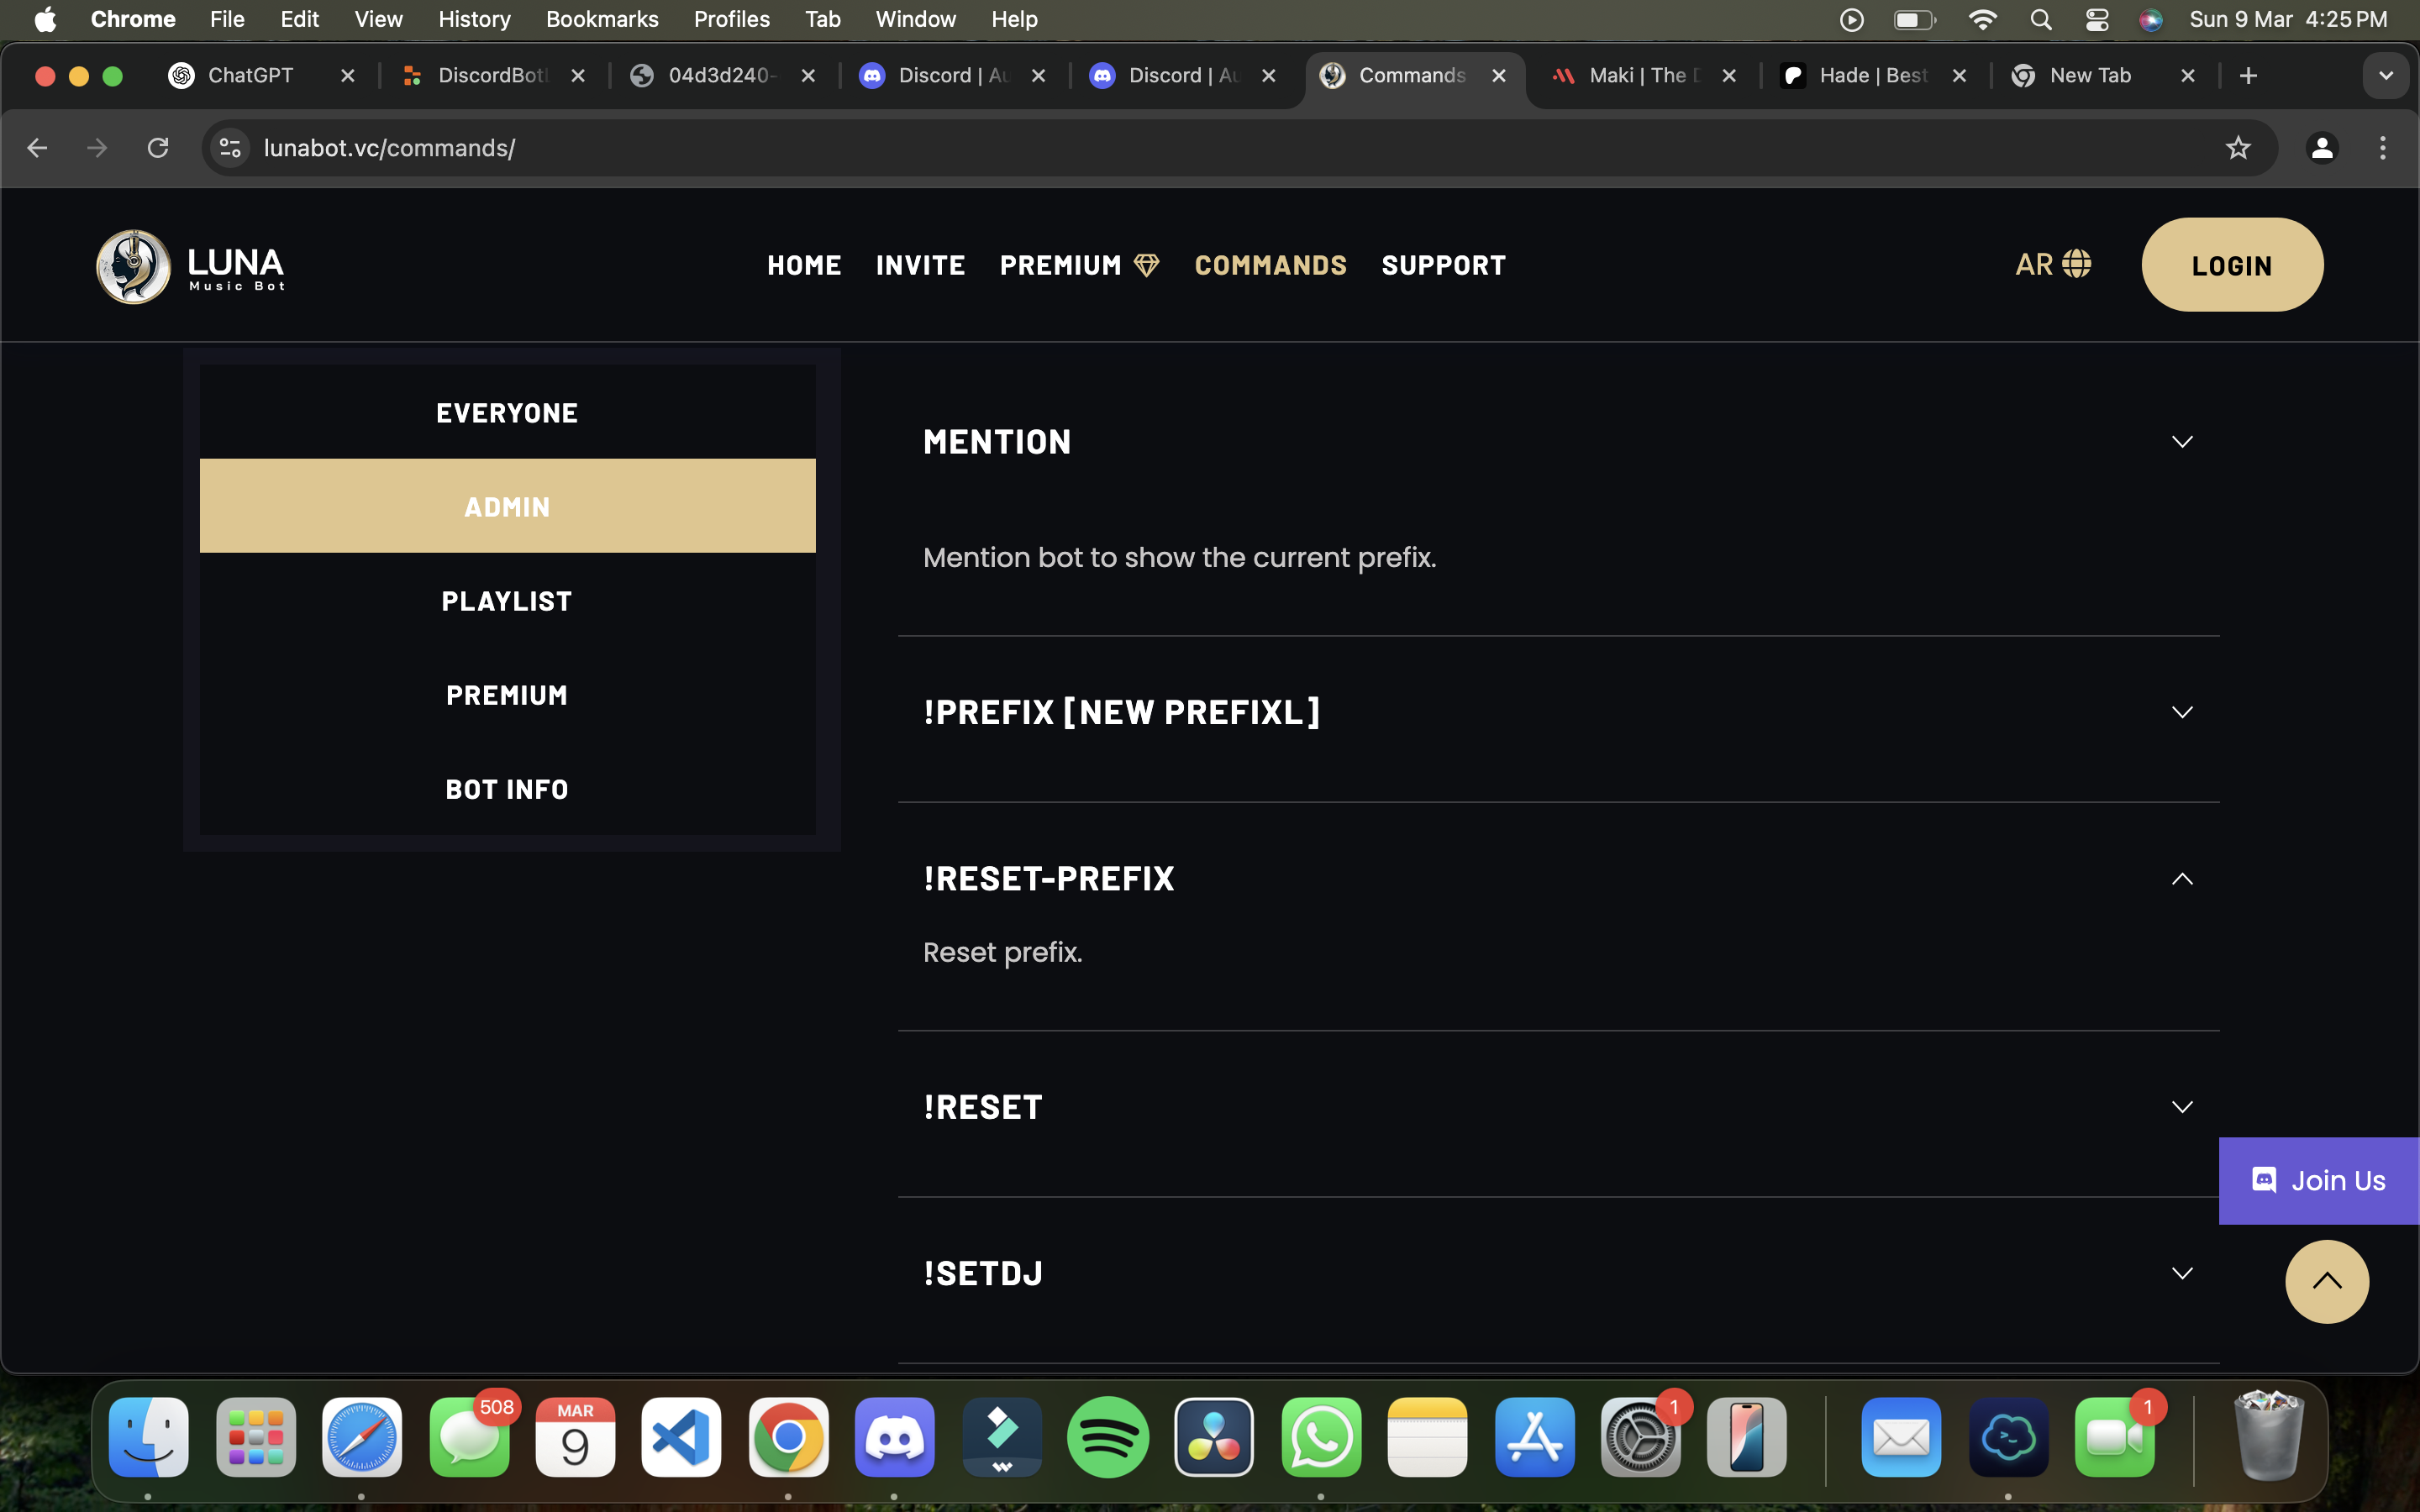 Chrome File Edit View History Bookmarks Profiles Tab Window Help Sun 9 Mar 4:25 PM
ChatGPT DiscordBotL 04d3d240- Discord | Au Discord | Au Commands Maki | The D Hade | Best New Tab
lunabot.vc/commands/
LUNA
Music Bot
HOME INVITE PREMIUM COMMANDS SUPPORT AR LOGIN
EVERYONE
ADMIN
PLAYLIST
PREMIUM
BOT INFO
MENTION
Mention bot to show the current prefix.
!PREFIX [NEW PREFIXL]
!RESET-PREFIX
Reset prefix.
!RESET
!SETDJ
Join Us
508 MAR 1 1
9